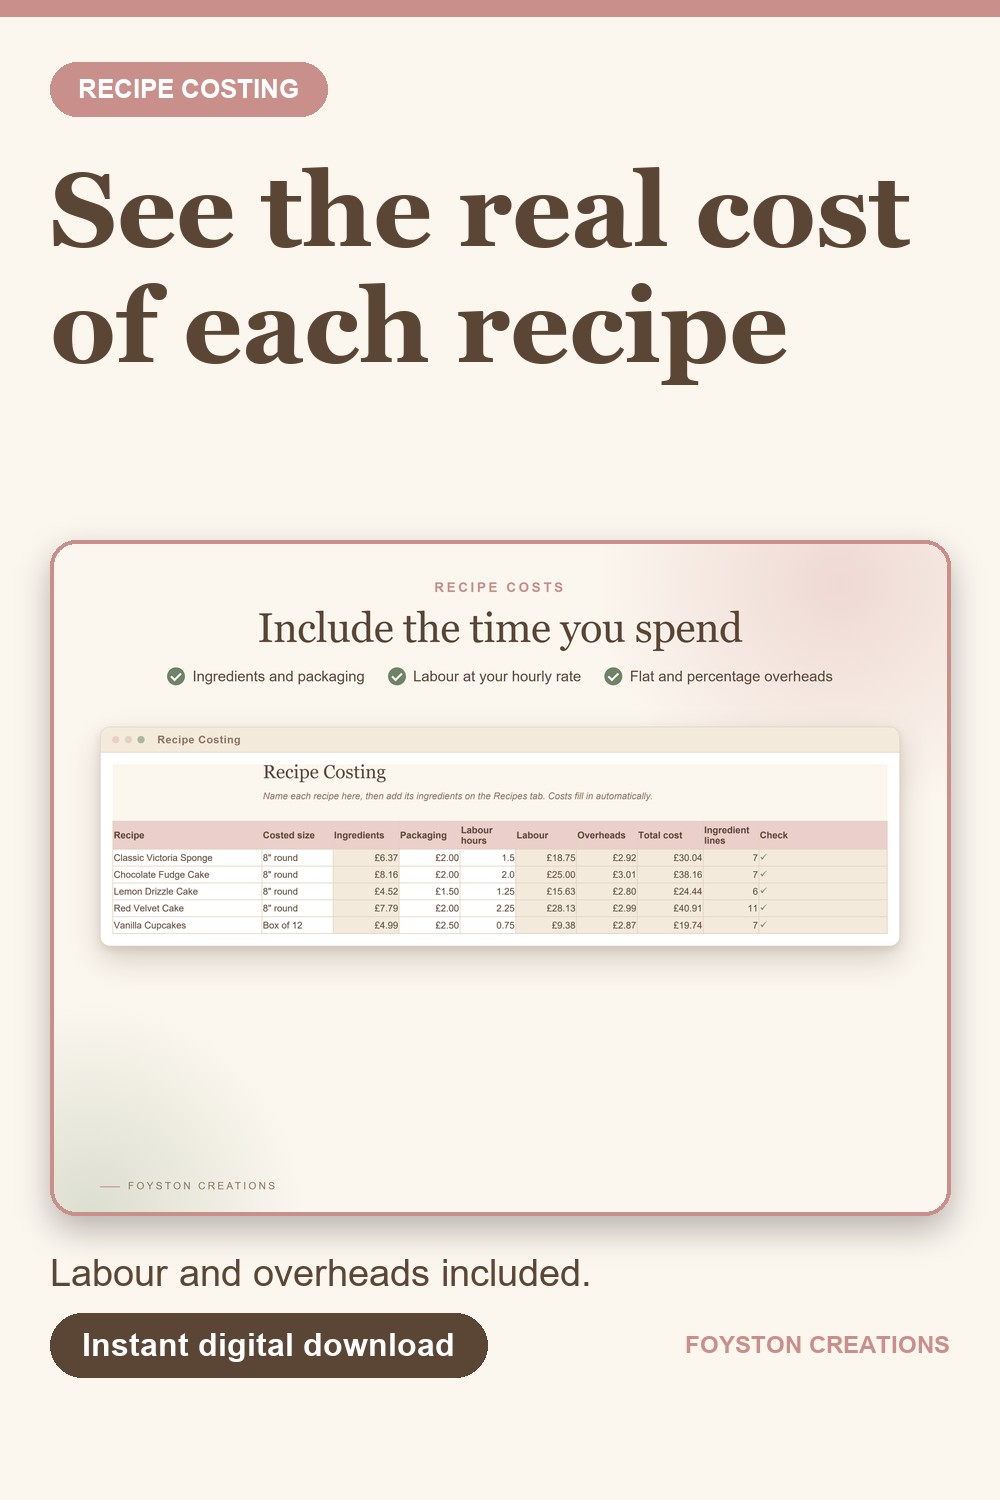 RECIPE COSTING
See the real cost
of each recipe
RECIPE COSTS
Include the time you spend
Ingredients and packaging Labour at your hourly rate Flat and percentage overheads
Recipe Costing
Recipe Costing
Name each recipe here, then add its ingredients on the Recipes tab. Costs fill in automatically.
Recipe Costed size Ingredients Packaging Labour hours Labour Overheads Total cost Ingredient lines Check
Classic Victoria Sponge 8" round £6.37 £2.00 1.5 £18.75 £2.92 £30.04 7 ✓
Chocolate Fudge Cake 8" round £8.16 £2.00 2.0 £25.00 £3.01 £38.16 7 ✓
Lemon Drizzle Cake 8" round £4.52 £1.50 1.25 £15.63 £2.80 £24.44 6 ✓
Red Velvet Cake 8" round £7.79 £2.00 2.25 £28.13 £2.99 £40.91 11 ✓
Vanilla Cupcakes Box of 12 £4.99 £2.50 0.75 £9.38 £2.87 £19.74 7 ✓
FOYSTON CREATIONS
Labour and overheads included.
Instant digital download
FOYSTON CREATIONS